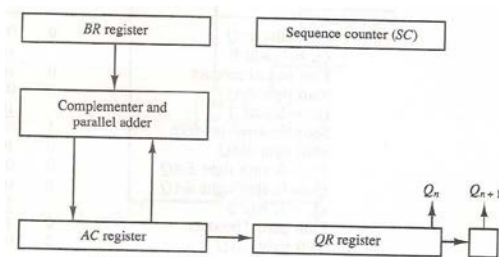 BR register
Sequence counter (SC)
Complementer and
parallel adder
Qn
Qn+1
AC register
QR register